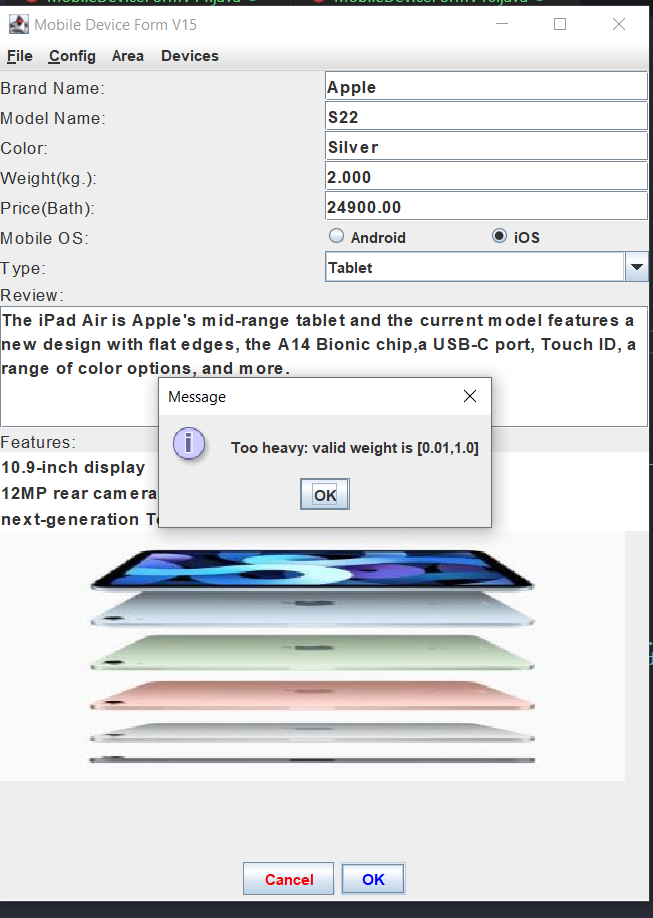 Mobile Device Form V15
File Config Area Devices
Brand Name: Apple
Model Name: S22
Color: Silver
Weight(kg.): 2.000
Price(Bath): 24900.00
Mobile OS: Android iOS
Type: Tablet
Review:
The iPad Air is Apple's mid-range tablet and the current model features a
new design with flat edges, the A14 Bionic chip,a USB-C port, Touch ID, a
range of color options, and more.
Message
Too heavy: valid weight is [0.01,1.0]
OK
Features:
10.9-inch display
12MP rear camera
next-generation
Cancel OK